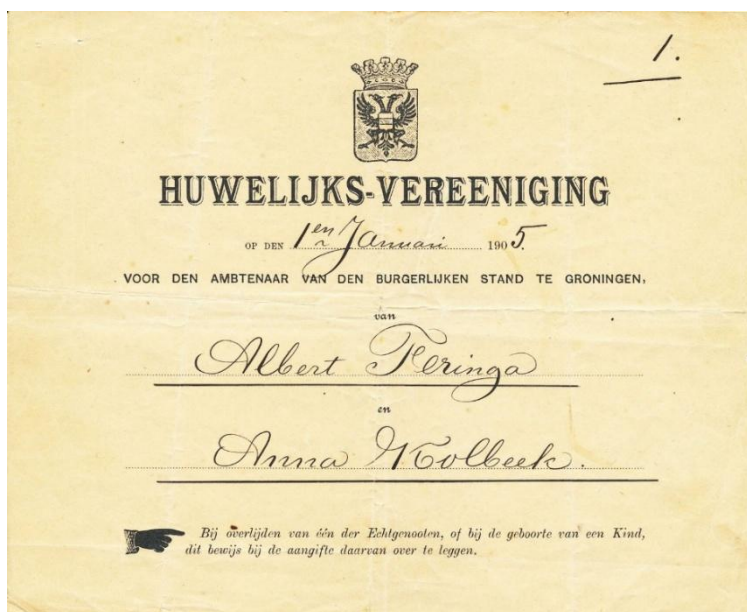 1.
HUWELIJKS-VEREENIGING
OP DEN 1en Januari 1905.
VOOR DEN AMBTENAAR VAN DEN BURGERLIJKEN STAND TE GRONINGEN,
van
Albert Feringa
en
Anna Holbeek.
Bij overlijden van één der Echtgenooten, of bij de geboorte van een Kind,
dit bewijs bij de aangifte daarvan over te leggen.